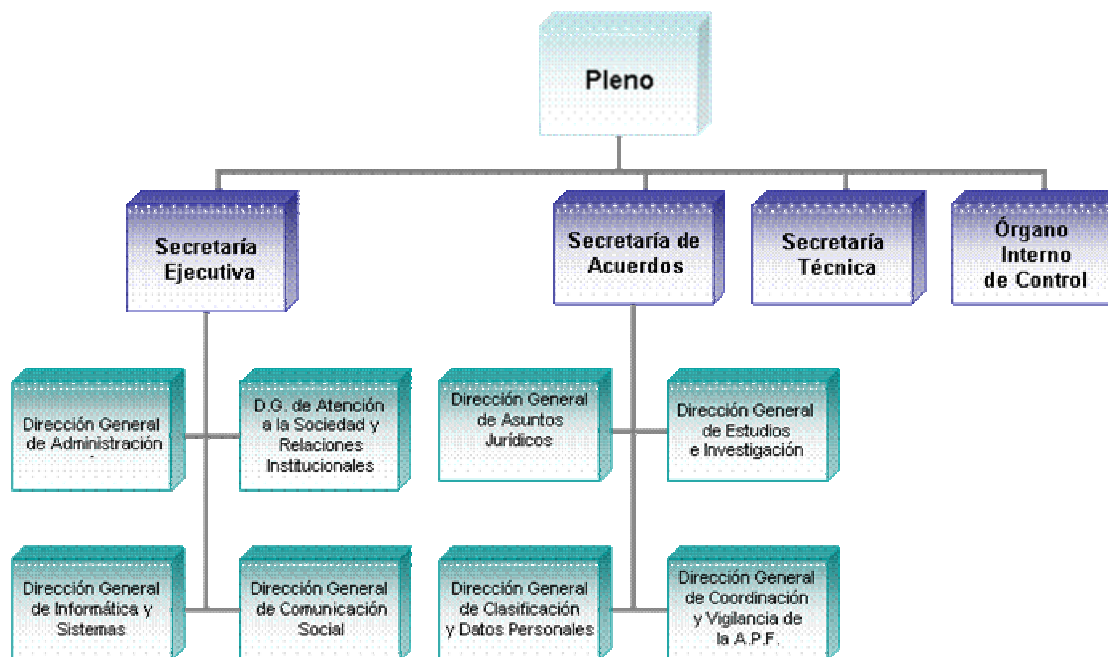 Pleno
Secretaría
Ejecutiva
Secretaría de
Acuerdos
Secretaría
Técnica
Órgano
Interno
de Control
Dirección General
de Administración
D.G. de Atención
a la Sociedad y
Relaciones
Institucionales
Dirección General
de Asuntos
Jurídicos
Dirección General
de Estudios
e Investigación
Dirección General
de Informática y
Sistemas
Dirección General
de Comunicación
Social
Dirección General
de Clasificación
y Datos Personales
Dirección General
de Coordinación
y Vigilancia de
la A.P.F.